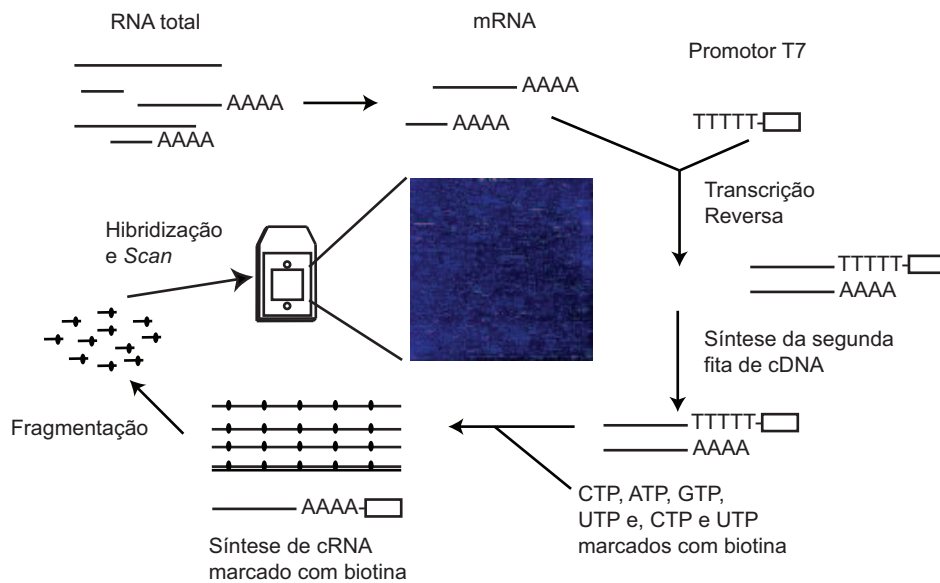 RNA total
mRNA
Promotor T7
AAAA
AAAA
AAAA
AAAA
TTTTT
Transcrição
Reversa
TTTTT
AAAA
Síntese da segunda
fita de cDNA
TTTTT
AAAA
CTP, ATP, GTP,
UTP e, CTP e UTP
marcados com biotina
AAAA
Síntese de cRNA
marcado com biotina
Fragmentação
Hibridização
e Scan